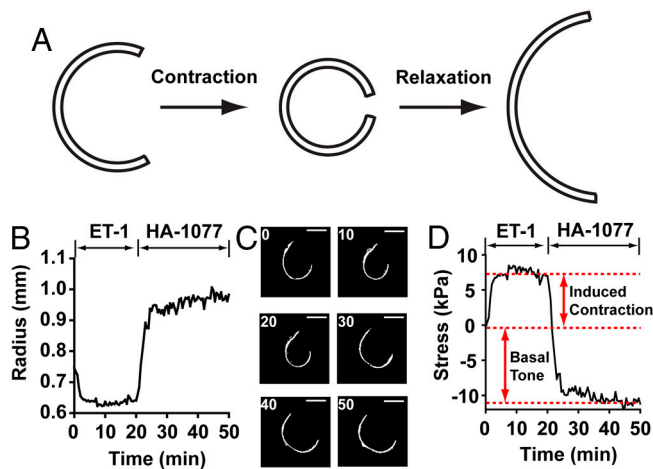 A
Contraction
Relaxation
B
ET-1
HA-1077
Radius (mm)
1.1
1.0
0.9
0.8
0.7
0.6
0 10 20 30 40 50
Time (min)
C
0
10
20
30
40
50
D
ET-1
HA-1077
Stress (kPa)
10
5
0
-5
-10
Induced
Contraction
Basal
Tone
0 10 20 30 40 50
Time (min)